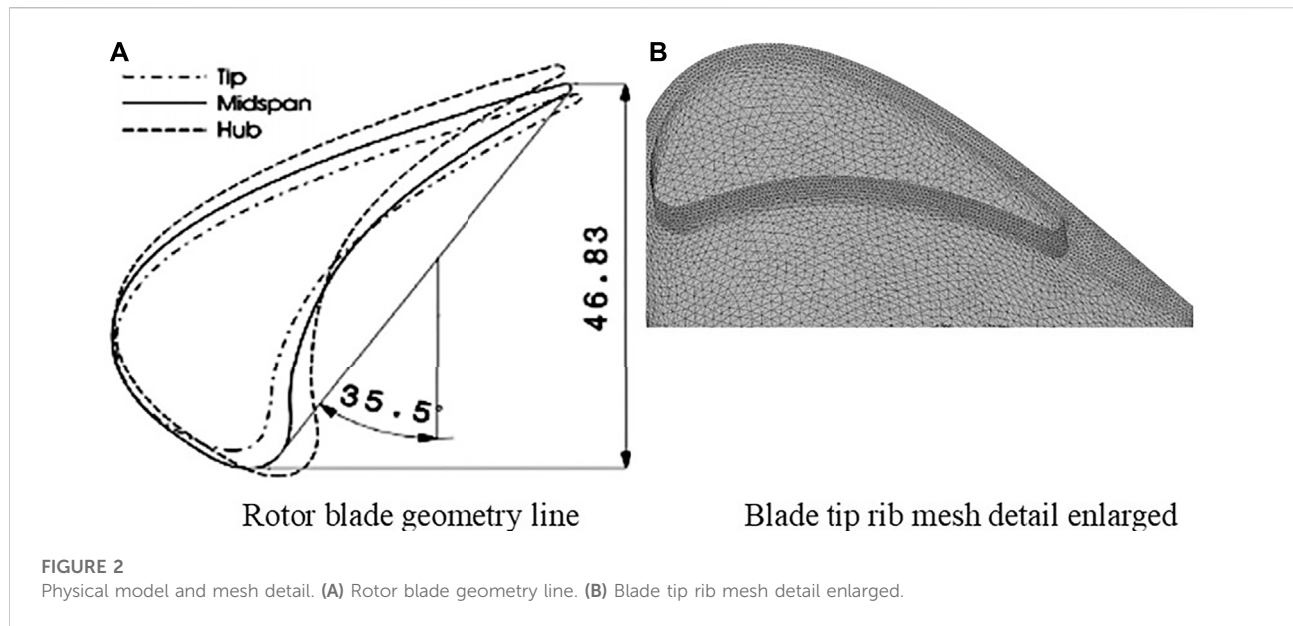 A
Tip
Midspan
Hub
46.83
35.5°
Rotor blade geometry line
B
Blade tip rib mesh detail enlarged
FIGURE 2
Physical model and mesh detail. (A) Rotor blade geometry line. (B) Blade tip rib mesh detail enlarged.